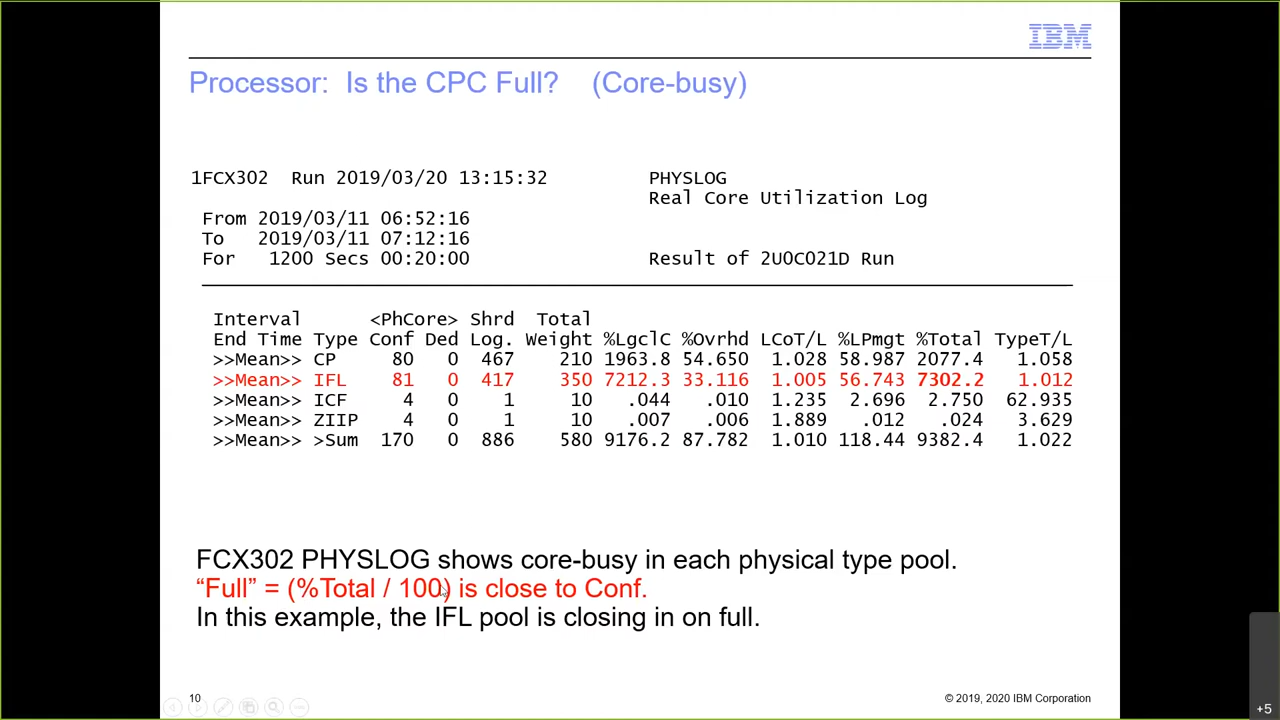 IBM
Processor: Is the CPC Full? (Core-busy)
1FCX302 Run 2019/03/20 13:15:32 PHYSLOG
Real Core Utilization Log
From 2019/03/11 06:52:16
To 2019/03/11 07:12:16
For 1200 Secs 00:20:00 Result of 2U0C021D Run
Interval <PhCore> Shrd Total
End Time Type Conf Ded Log. Weight %LgclC %Ovrhd LCoT/L %LPmgt %Total TypeT/L
>>Mean>> CP 80 0 467 210 1963.8 54.650 1.028 58.987 2077.4 1.058
>>Mean>> IFL 81 0 417 350 7212.3 33.116 1.005 56.743 7302.2 1.012
>>Mean>> ICF 4 0 1 10 .044 .010 1.235 2.696 2.750 62.935
>>Mean>> ZIIP 4 0 1 10 .007 .006 1.889 .012 .024 3.629
>>Mean>> >Sum 170 0 886 580 9176.2 87.782 1.010 118.44 9382.4 1.022
FCX302 PHYSLOG shows core-busy in each physical type pool.
“Full” = (%Total / 100) is close to Conf.
In this example, the IFL pool is closing in on full.
10
© 2019, 2020 IBM Corporation
+5